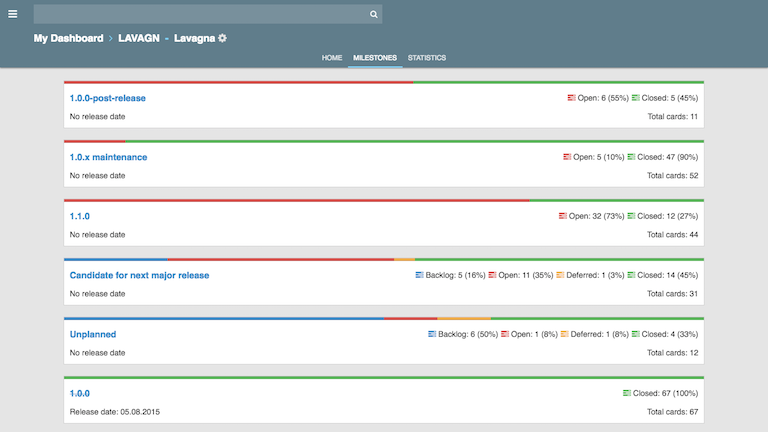 My Dashboard > LAVAGN - Lavagna
HOME MILESTONES STATISTICS
1.0.0-post-release Open: 6 (55%) Closed: 5 (45%)
No release date Total cards: 11
1.0.x maintenance Open: 5 (10%) Closed: 47 (90%)
No release date Total cards: 52
1.1.0 Open: 32 (73%) Closed: 12 (27%)
No release date Total cards: 44
Candidate for next major release Backlog: 5 (16%) Open: 11 (35%) Deferred: 1 (3%) Closed: 14 (45%)
No release date Total cards: 31
Unplanned Backlog: 6 (50%) Open: 1 (8%) Deferred: 1 (8%) Closed: 4 (33%)
No release date Total cards: 12
1.0.0 Closed: 67 (100%)
Release date: 05.08.2015 Total cards: 67